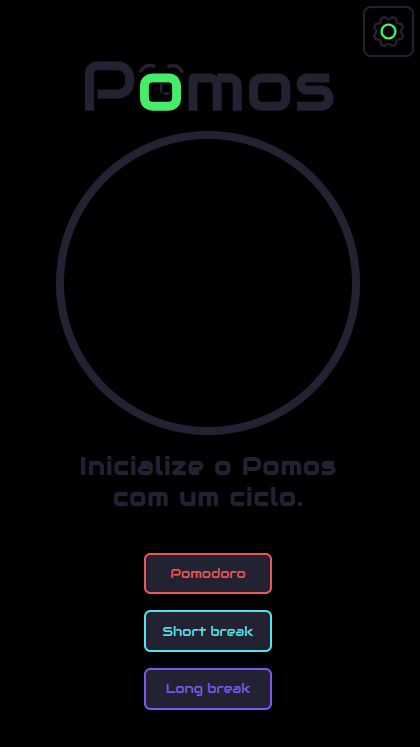 Pomos
Inicialize o Pomos
com um ciclo.
Pomodoro
Short break
Long break